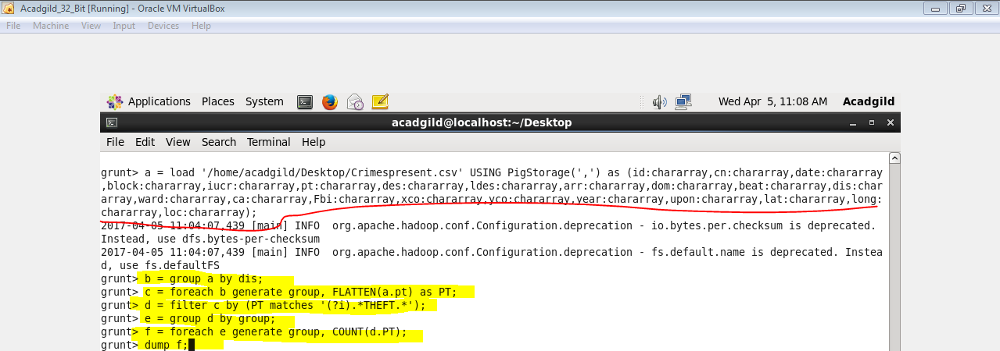 Acadgild_32_Bit [Running] - Oracle VM VirtualBox
File Machine View Input Devices Help
Applications Places System Wed Apr 5, 11:08 AM Acadgild
acadgild@localhost:~/Desktop
File Edit View Search Terminal Help
grunt> a = load '/home/acadgild/Desktop/Crimespresent.csv' USING PigStorage(',') as (id:chararray,cn:chararray,date:chararray
,block:chararray,iucr:chararray,pt:chararray,des:chararray,ldes:chararray,arr:chararray,dom:chararray,beat:chararray,dis:char
array,ward:chararray,ca:chararray,Fbi:chararray,xco:chararray,yco:chararray,year:chararray,upon:chararray,lat:chararray,long:
chararray,loc:chararray);
2017-04-05 11:04:07,439 [main] INFO  org.apache.hadoop.conf.Configuration.deprecation - io.bytes.per.checksum is deprecated.
Instead, use dfs.bytes-per-checksum
2017-04-05 11:04:07,439 [main] INFO  org.apache.hadoop.conf.Configuration.deprecation - fs.default.name is deprecated. Instea
d, use fs.defaultFS
grunt> b = group a by dis;
grunt> c = foreach b generate group, FLATTEN(a.pt) as PT;
grunt> d = filter c by (PT matches '(?i).*THEFT.*');
grunt> e = group d by group;
grunt> f = foreach e generate group, COUNT(d.PT);
grunt> dump f;